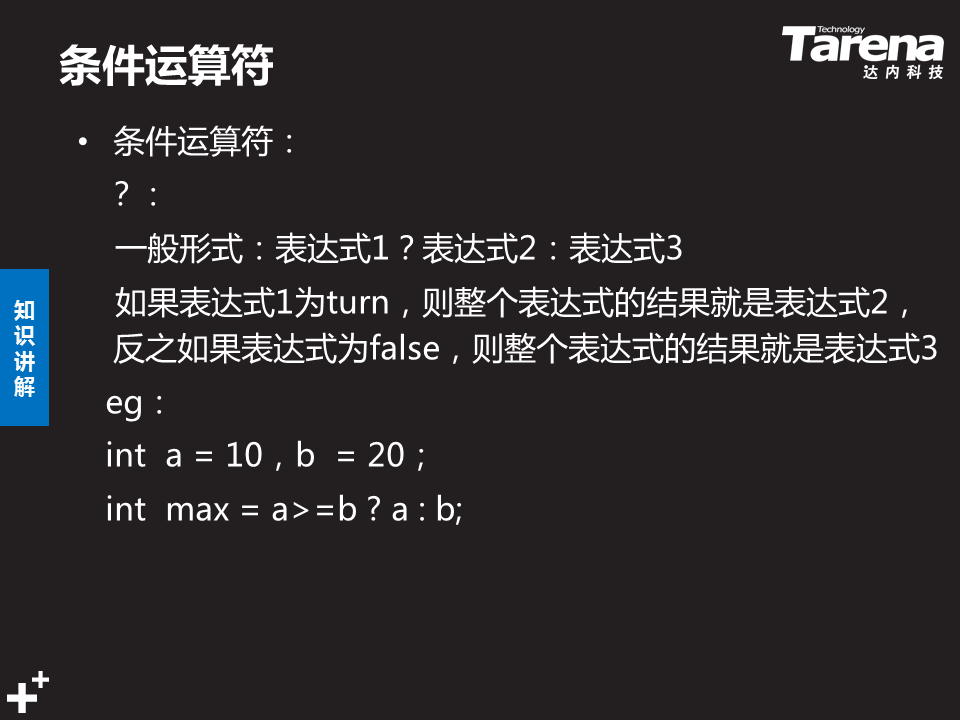 条件运算符
Technology
Tarena
达内科技
• 条件运算符：
？：
一般形式：表达式1？表达式2：表达式3
如果表达式1为turn，则整个表达式的结果就是表达式2，
反之如果表达式为false，则整个表达式的结果就是表达式3
eg：
int a = 10，b = 20；
int max = a>=b？a : b;
知识讲解